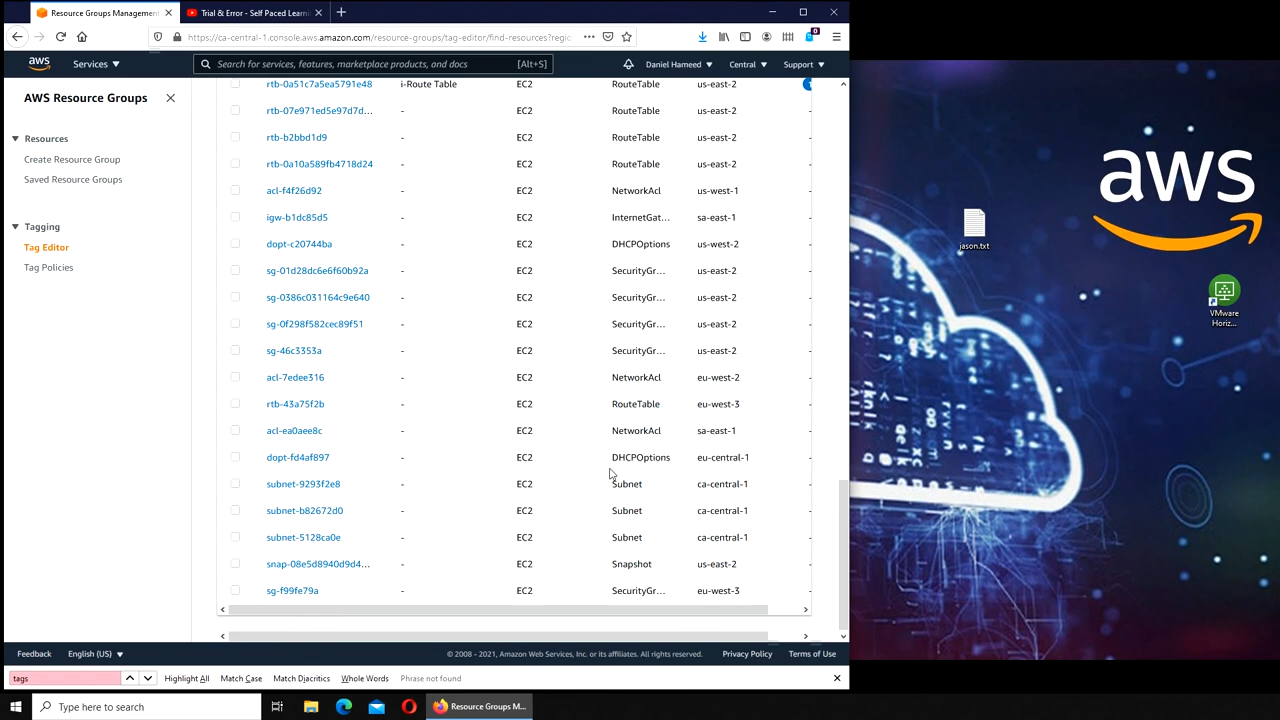 Resource Groups Management
Trial & Error - Self Paced Learni
https://ca-central-1.console.aws.amazon.com/resource-groups/tag-editor/find-resources?regic
aws
Services
Search for services, features, marketplace products, and docs [Alt+S]
Daniel Hameed
Central
Support
AWS Resource Groups
Resources
Create Resource Group
Saved Resource Groups
Tagging
Tag Editor
Tag Policies
rtb-0a51c7a5ea5791e48 i-Route Table EC2 RouteTable us-east-2
rtb-07e971ed5e97d7d... - EC2 RouteTable us-east-2 -
rtb-b2bbd1d9 - EC2 RouteTable us-east-2 -
rtb-0a10a589fb4718d24 - EC2 RouteTable us-east-2 -
acl-f4f26d92 - EC2 NetworkAcl us-west-1 -
igw-b1dc85d5 - EC2 InternetGat... sa-east-1 -
dopt-c20744ba - EC2 DHCPOptions us-west-2 -
sg-01d28dc6e6f60b92a - EC2 SecurityGr... us-east-2 -
sg-0386c031164c9e640 - EC2 SecurityGr... us-east-2 -
sg-0f298f582cec89f51 - EC2 SecurityGr... us-east-2 -
sg-46c3353a - EC2 SecurityGr... us-east-2 -
acl-7edee316 - EC2 NetworkAcl eu-west-2 -
rtb-43a75f2b - EC2 RouteTable eu-west-3 -
acl-ea0aee8c - EC2 NetworkAcl sa-east-1 -
dopt-fd4af897 - EC2 DHCPOptions eu-central-1 -
subnet-9293f2e8 - EC2 Subnet ca-central-1 -
subnet-b82672d0 - EC2 Subnet ca-central-1 -
subnet-5128ca0e - EC2 Subnet ca-central-1 -
snap-08e5d8940d9d4... - EC2 Snapshot us-east-2 -
sg-f99fe79a - EC2 SecurityGr... eu-west-3 -
Feedback English (US) © 2008 - 2021, Amazon Web Services, Inc. or its affiliates. All rights reserved. Privacy Policy Terms of Use
tags Highlight All Match Case Match Diacritics Whole Words Phrase not found
Type here to search
Resource Groups M...
aws
jason.txt
VMware
Horiz...